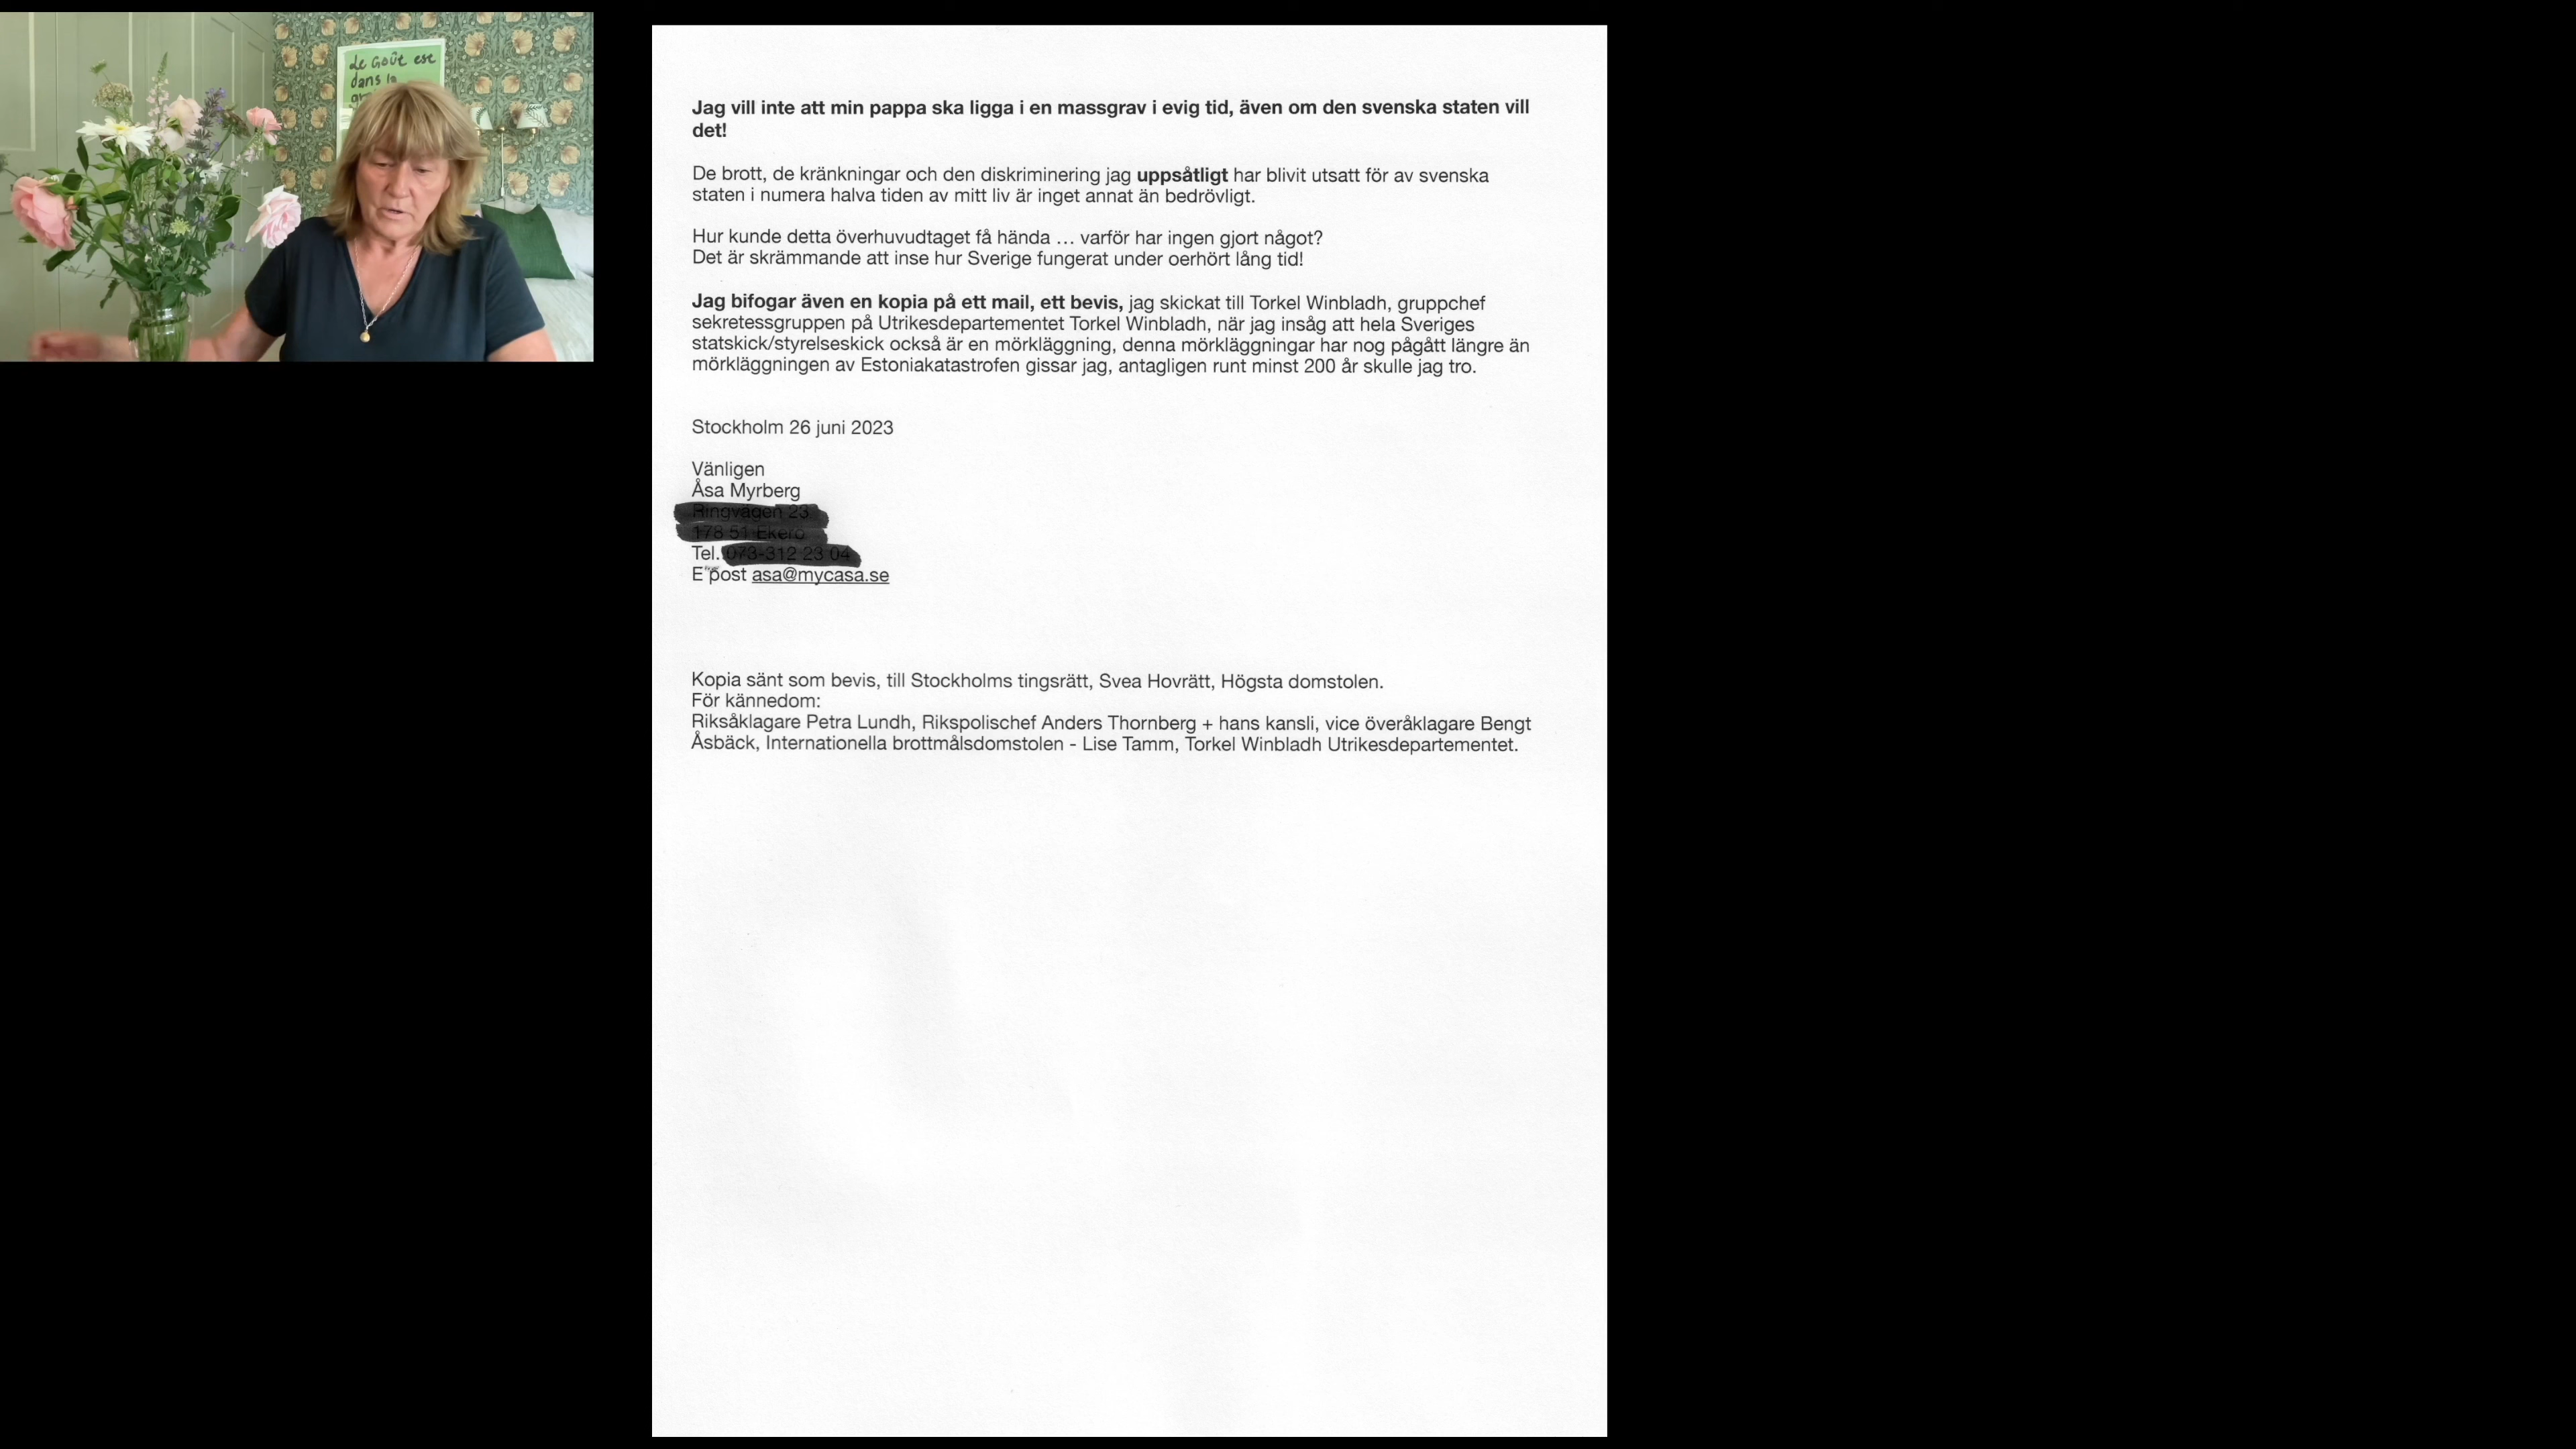 Le Goût est
dans la
Jag vill inte att min pappa ska ligga i en massgrav i evig tid, även om den svenska staten vill
det!
De brott, de kränkningar och den diskriminering jag uppsåtligt har blivit utsatt för av svenska
staten i numera halva tiden av mitt liv är inget annat än bedrövligt.
Hur kunde detta överhuvudtaget få hända … varför har ingen gjort något?
Det är skrämmande att inse hur Sverige fungerat under oerhört lång tid!
Jag bifogar även en kopia på ett mail, ett bevis, jag skickat till Torkel Winbladh, gruppchef
sekretessgruppen på Utrikesdepartementet Torkel Winbladh, när jag insåg att hela Sveriges
statskick/styrelseskick också är en mörkläggning, denna mörkläggningar har nog pågått längre än
mörkläggningen av Estoniakatastrofen gissar jag, antagligen runt minst 200 år skulle jag tro.
Stockholm 26 juni 2023
Vänligen
Åsa Myrberg
Tel.
E post asa@mycasa.se
Kopia sänt som bevis, till Stockholms tingsrätt, Svea Hovrätt, Högsta domstolen.
För kännedom:
Riksåklagare Petra Lundh, Rikspolischef Anders Thornberg + hans kansli, vice överåklagare Bengt
Åsbäck, Internationella brottmålsdomstolen - Lise Tamm, Torkel Winbladh Utrikesdepartementet.